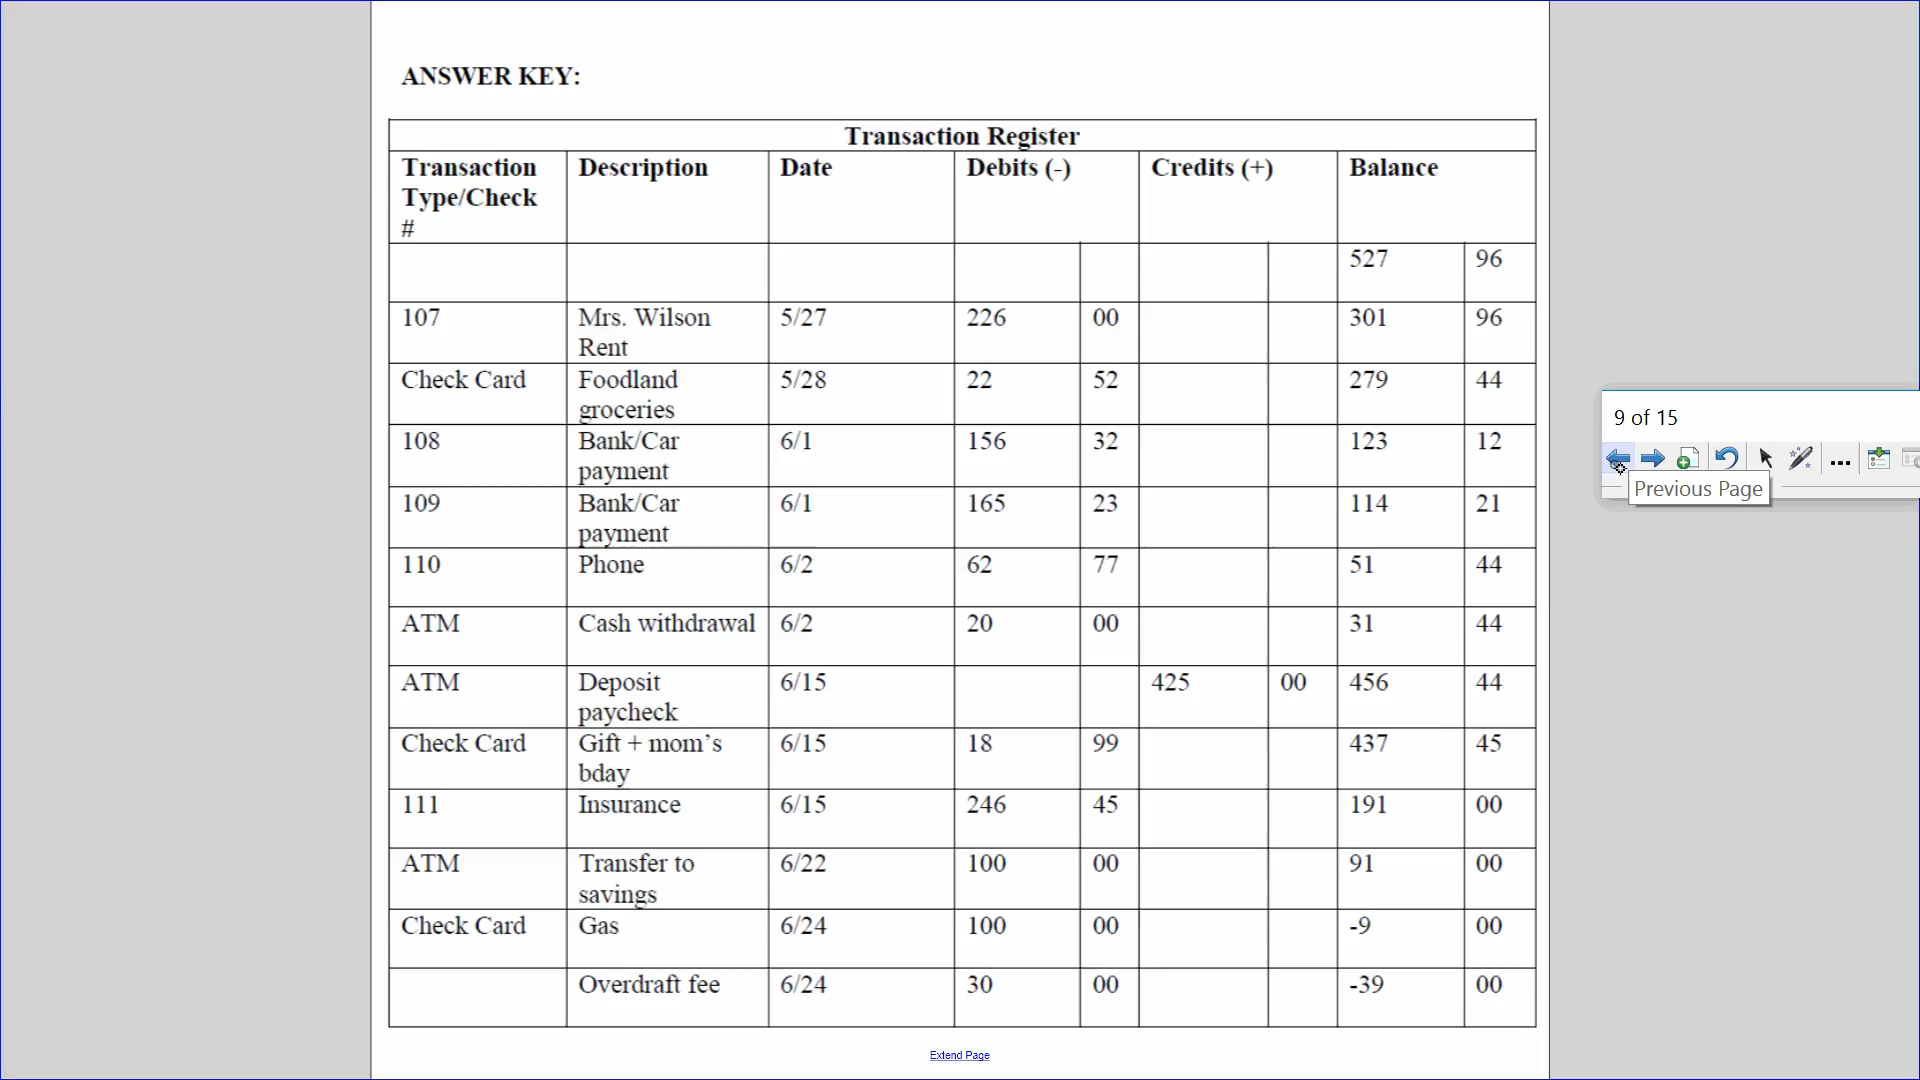 ANSWER KEY:
Transaction Register
Transaction Type/Check # Description Date Debits (-) Credits (+) Balance
527 96
107 Mrs. Wilson Rent 5/27 226 00 301 96
Check Card Foodland groceries 5/28 22 52 279 44
108 Bank/Car payment 6/1 156 32 123 12
109 Bank/Car payment 6/1 165 23 114 21
110 Phone 6/2 62 77 51 44
ATM Cash withdrawal 6/2 20 00 31 44
ATM Deposit paycheck 6/15 425 00 456 44
Check Card Gift + mom's bday 6/15 18 99 437 45
111 Insurance 6/15 246 45 191 00
ATM Transfer to savings 6/22 100 00 91 00
Check Card Gas 6/24 100 00 -9 00
Overdraft fee 6/24 30 00 -39 00
Extend Page
9 of 15
Previous Page